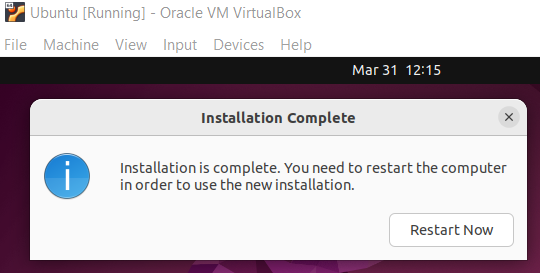 Ubuntu [Running] - Oracle VM VirtualBox
File Machine View Input Devices Help
Mar 31 12:15
Installation Complete
Installation is complete. You need to restart the computer
in order to use the new installation.
Restart Now